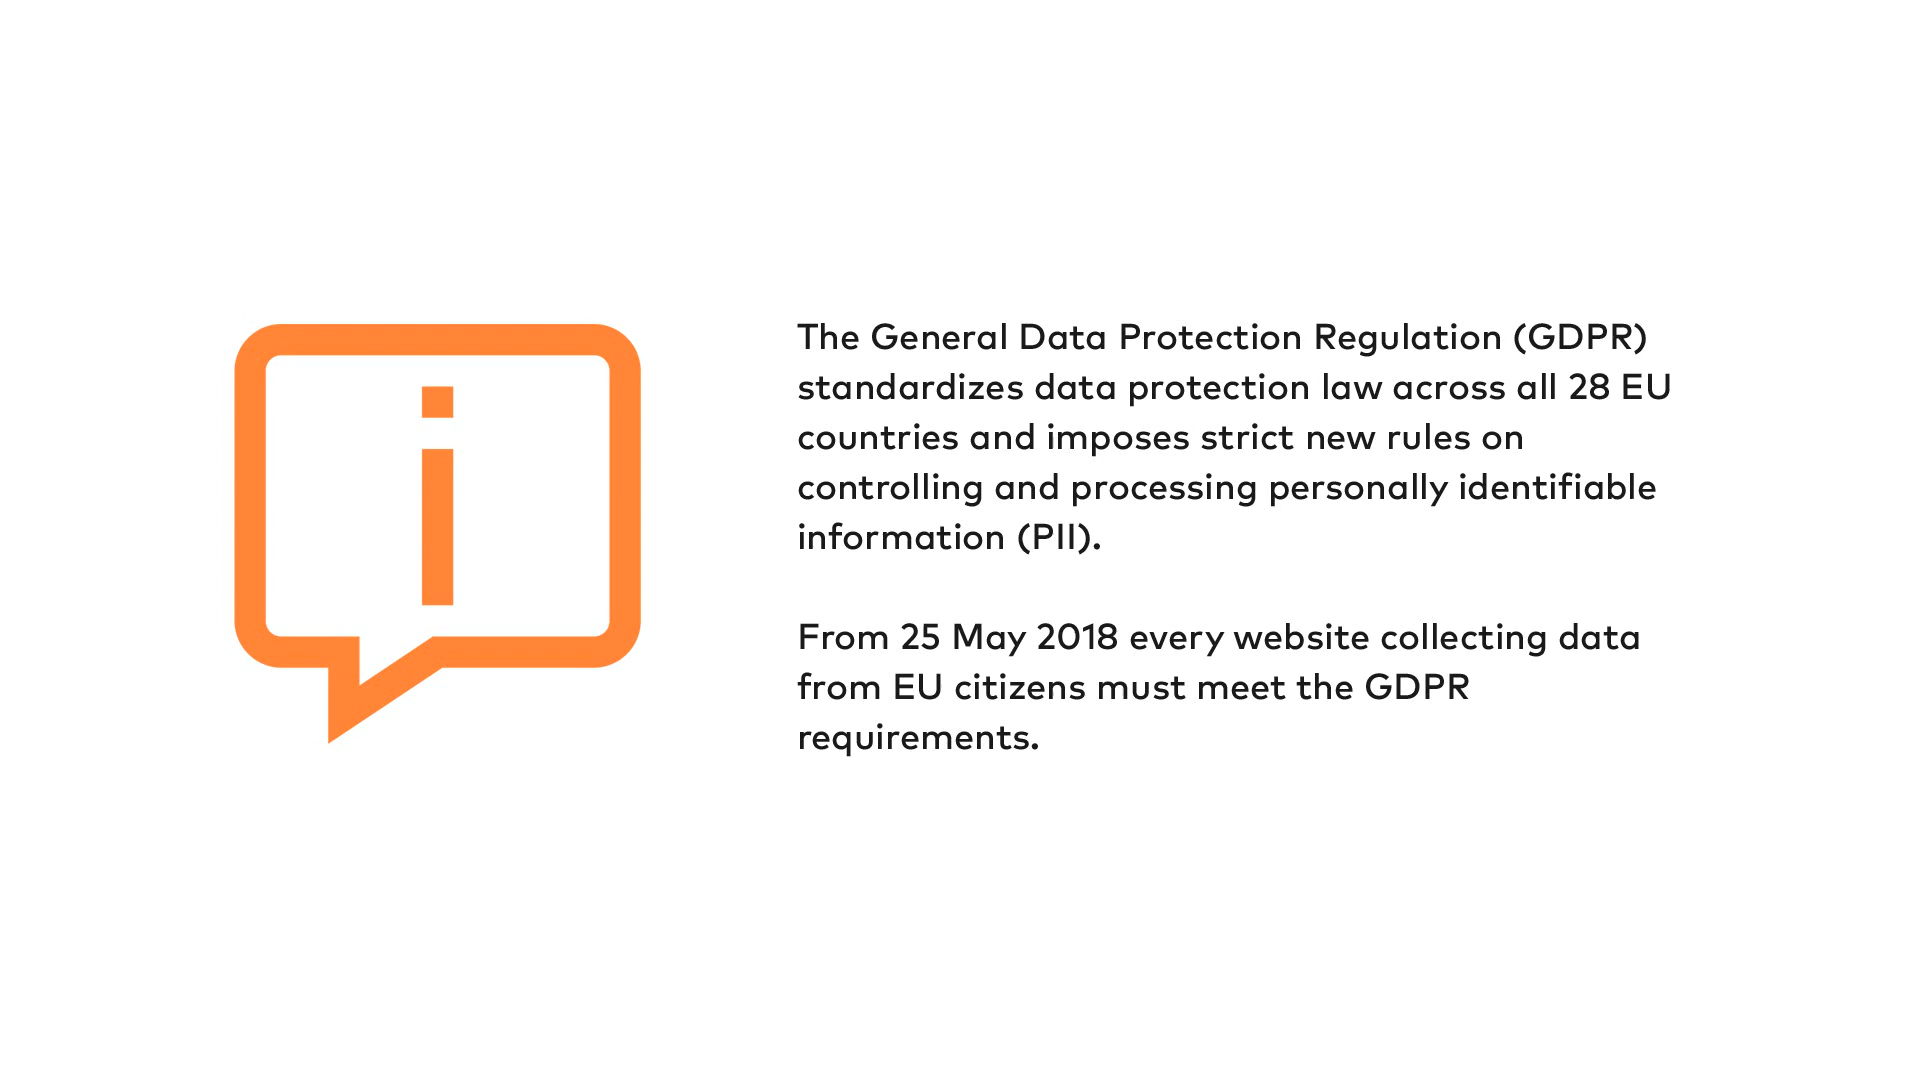 The General Data Protection Regulation (GDPR)
standardizes data protection law across all 28 EU
countries and imposes strict new rules on
controlling and processing personally identifiable
information (PII).
From 25 May 2018 every website collecting data
from EU citizens must meet the GDPR
requirements.